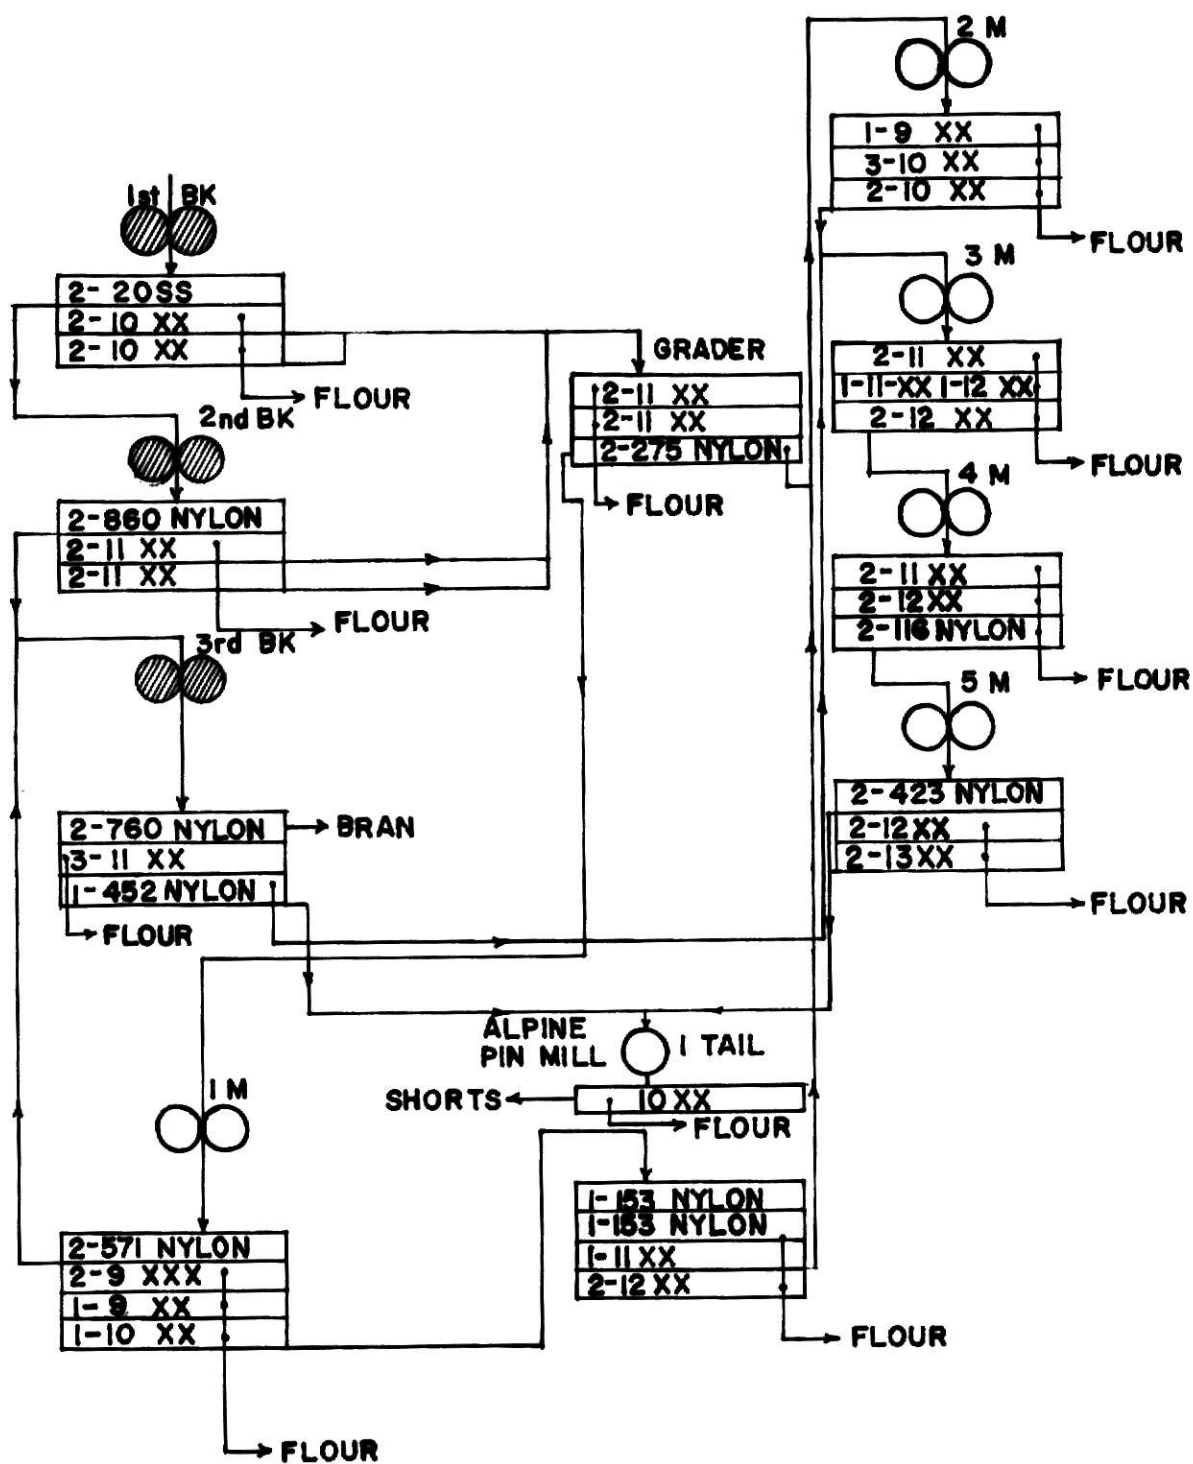 1st BK
2- 20SS
2- 10 XX
2- 10 XX
FLOUR
2nd BK
2-860 NYLON
2-11 XX
2-11 XX
FLOUR
3rd BK
2-760 NYLON
3-11 XX
1-452 NYLON
BRAN
FLOUR
1 M
2-571 NYLON
2-9 XXX
1-9 XX
1-10 XX
FLOUR
GRADER
2-11 XX
2-11 XX
2-275 NYLON
FLOUR
ALPINE
PIN MILL
1 TAIL
SHORTS
10 XX
FLOUR
1-153 NYLON
1-153 NYLON
1-11 XX
2-12 XX
FLOUR
2 M
1-9 XX
3-10 XX
2-10 XX
FLOUR
3 M
2-11 XX
1-11-XX 1-12 XX
2-12 XX
FLOUR
4 M
2-11 XX
2-12XX
2-116 NYLON
FLOUR
5 M
2-423 NYLON
2-12 XX
2-13 XX
FLOUR